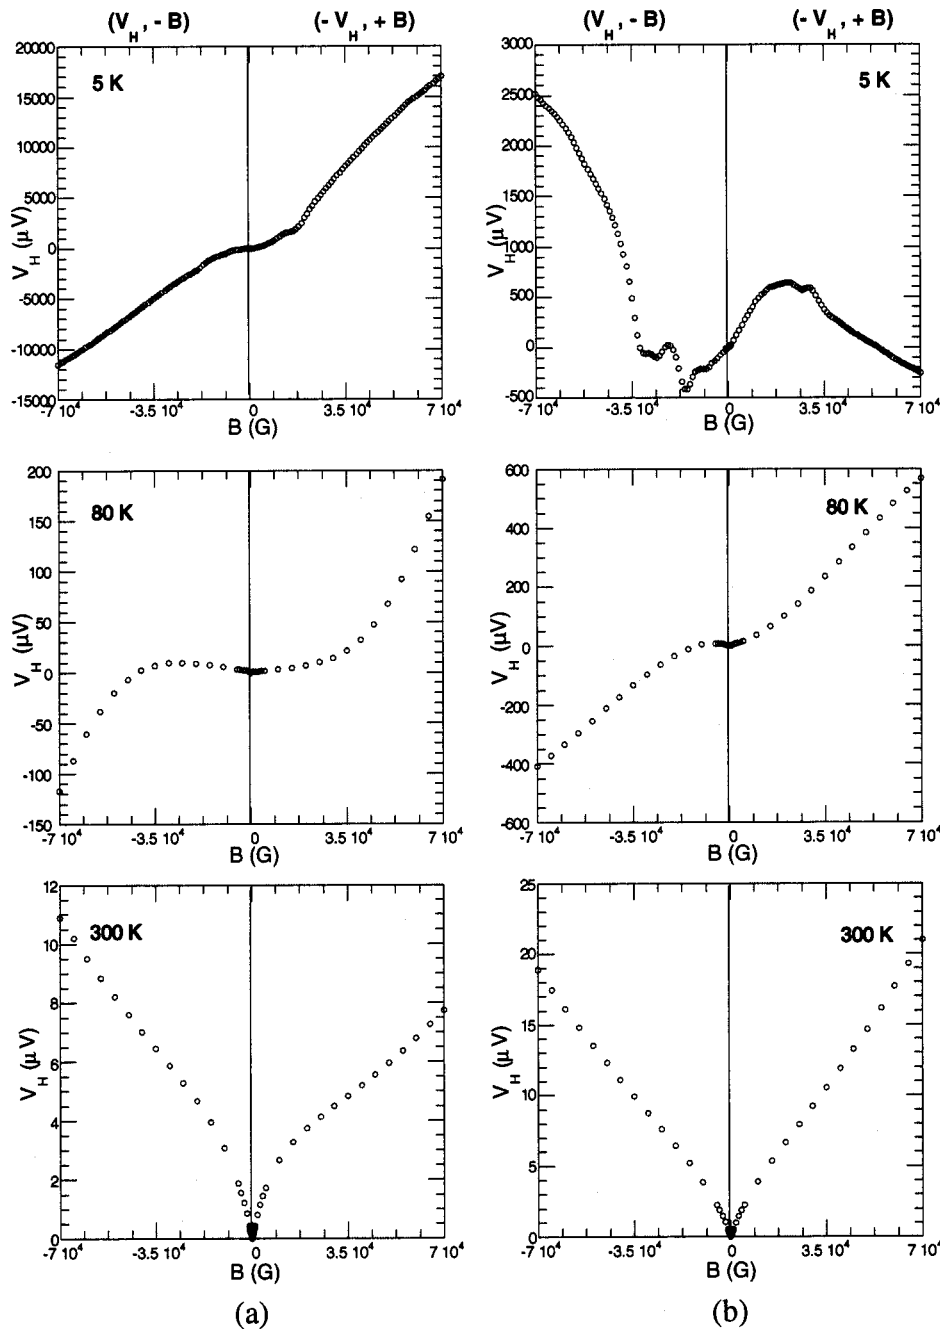 (V_H, - B) (- V_H, + B) (V_H, - B) (- V_H, + B)
20000
15000
10000
5000
0
-5000
-10000
-15000
5 K
V_H (μ V)
-7 10^4 -3.5 10^4 0 3.5 10^4 7 10^4
B (G)
3000
2500
2000
1500
1000
500
0
-500
5 K
V_H (μ V)
-7 10^4 -3.5 10^4 0 3.5 10^4 7 10^4
B (G)
200
150
100
50
0
-50
-100
-150
80 K
V_H (μV)
-7 10^4 -3.5 10^4 0 3.5 10^4 7 10^4
B (G)
600
400
200
0
-200
-400
-600
80 K
V_H (μV)
-7 10^4 -3.5 10^4 0 3.5 10^4 7 10^4
B (G)
12
10
8
6
4
2
0
300 K
V_H (μ V)
-7 10^4 -3.5 10^4 0 3.5 10^4 7 10^4
B (G)
25
20
15
10
5
0
300 K
V_H (μ V)
-7 10^4 -3.5 10^4 0 3.5 10^4 7 10^4
B (G)
(a) (b)